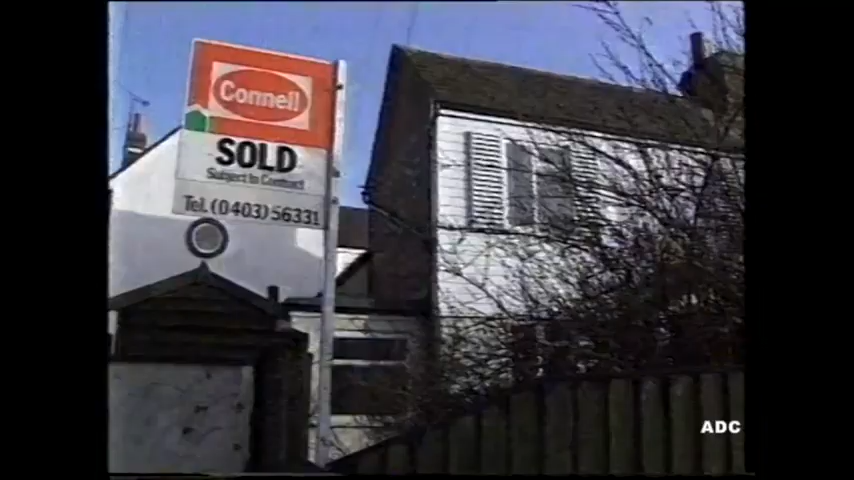 Connell
SOLD
Subject to Contract
Tel. (0403) 56331
ADC